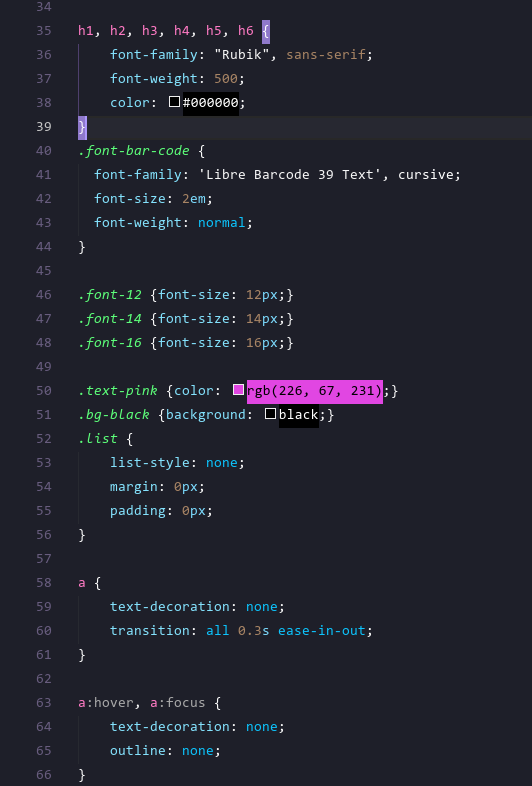 34
35 h1, h2, h3, h4, h5, h6 {
36     font-family: "Rubik", sans-serif;
37     font-weight: 500;
38     color: #000000;
39 }
40 .font-bar-code {
41   font-family: 'Libre Barcode 39 Text', cursive;
42   font-size: 2em;
43   font-weight: normal;
44 }
45
46 .font-12 {font-size: 12px;}
47 .font-14 {font-size: 14px;}
48 .font-16 {font-size: 16px;}
49
50 .text-pink {color: rgb(226, 67, 231);}
51 .bg-black {background: black;}
52 .list {
53     list-style: none;
54     margin: 0px;
55     padding: 0px;
56 }
57
58 a {
59     text-decoration: none;
60     transition: all 0.3s ease-in-out;
61 }
62
63 a:hover, a:focus {
64     text-decoration: none;
65     outline: none;
66 }